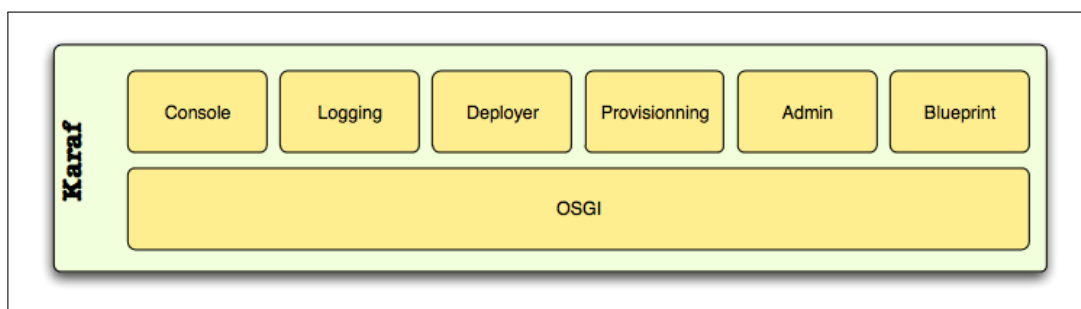 Karaf
Console
Logging
Deployer
Provisionning
Admin
Blueprint
OSGI